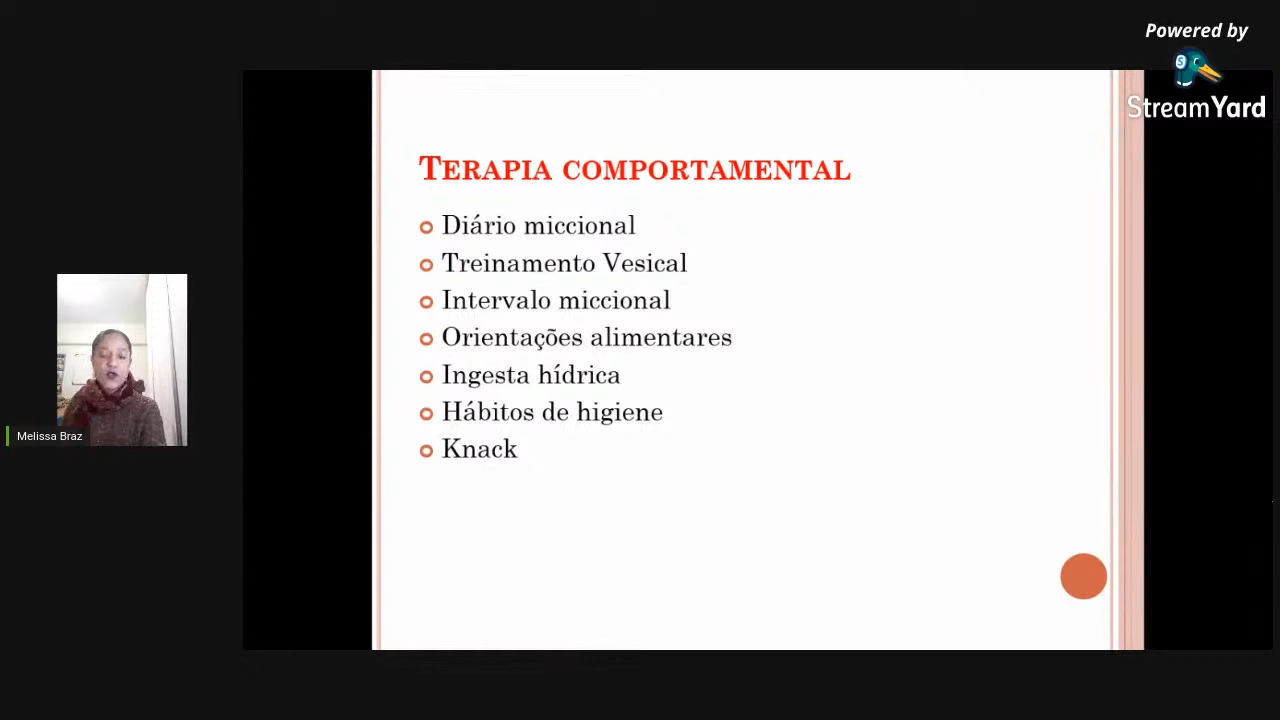 Powered by
StreamYard
TERAPIA COMPORTAMENTAL
Diário miccional
Treinamento Vesical
Intervalo miccional
Orientações alimentares
Ingesta hídrica
Hábitos de higiene
Knack
Melissa Braz